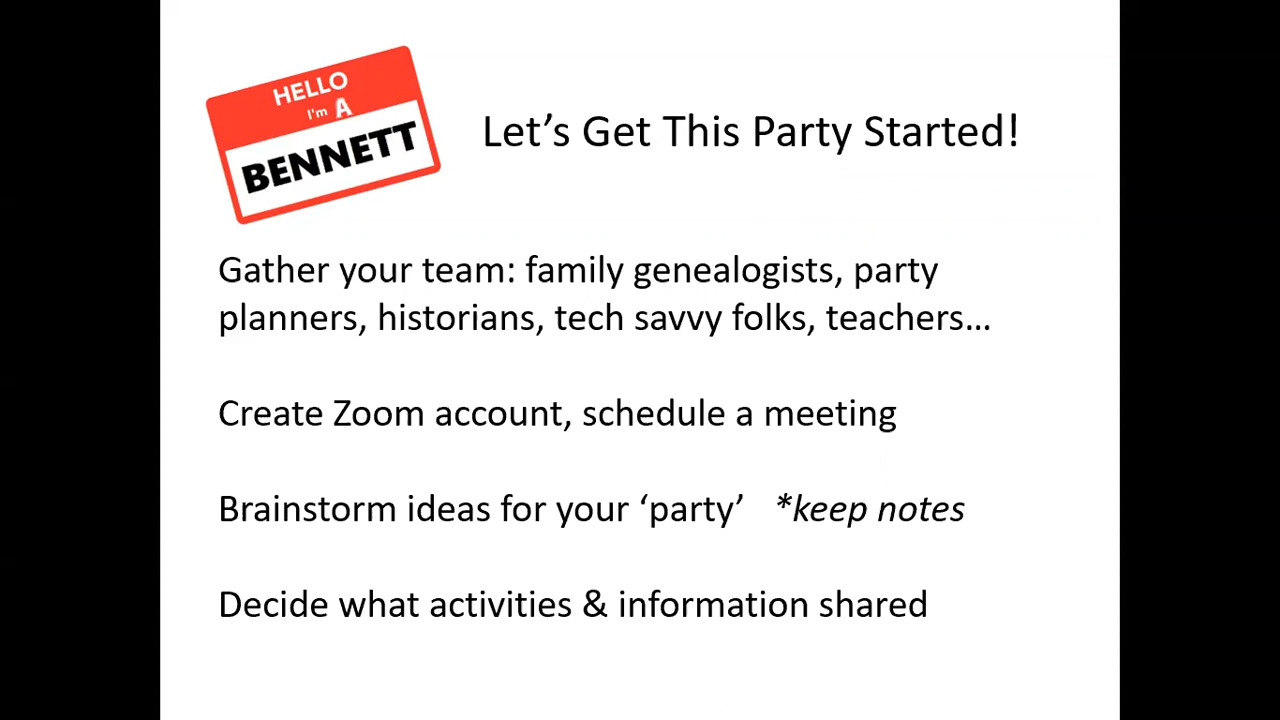 HELLO
I'm A
BENNETT
Let’s Get This Party Started!
Gather your team: family genealogists, party
planners, historians, tech savvy folks, teachers…
Create Zoom account, schedule a meeting
Brainstorm ideas for your ‘party’ *keep notes
Decide what activities & information shared